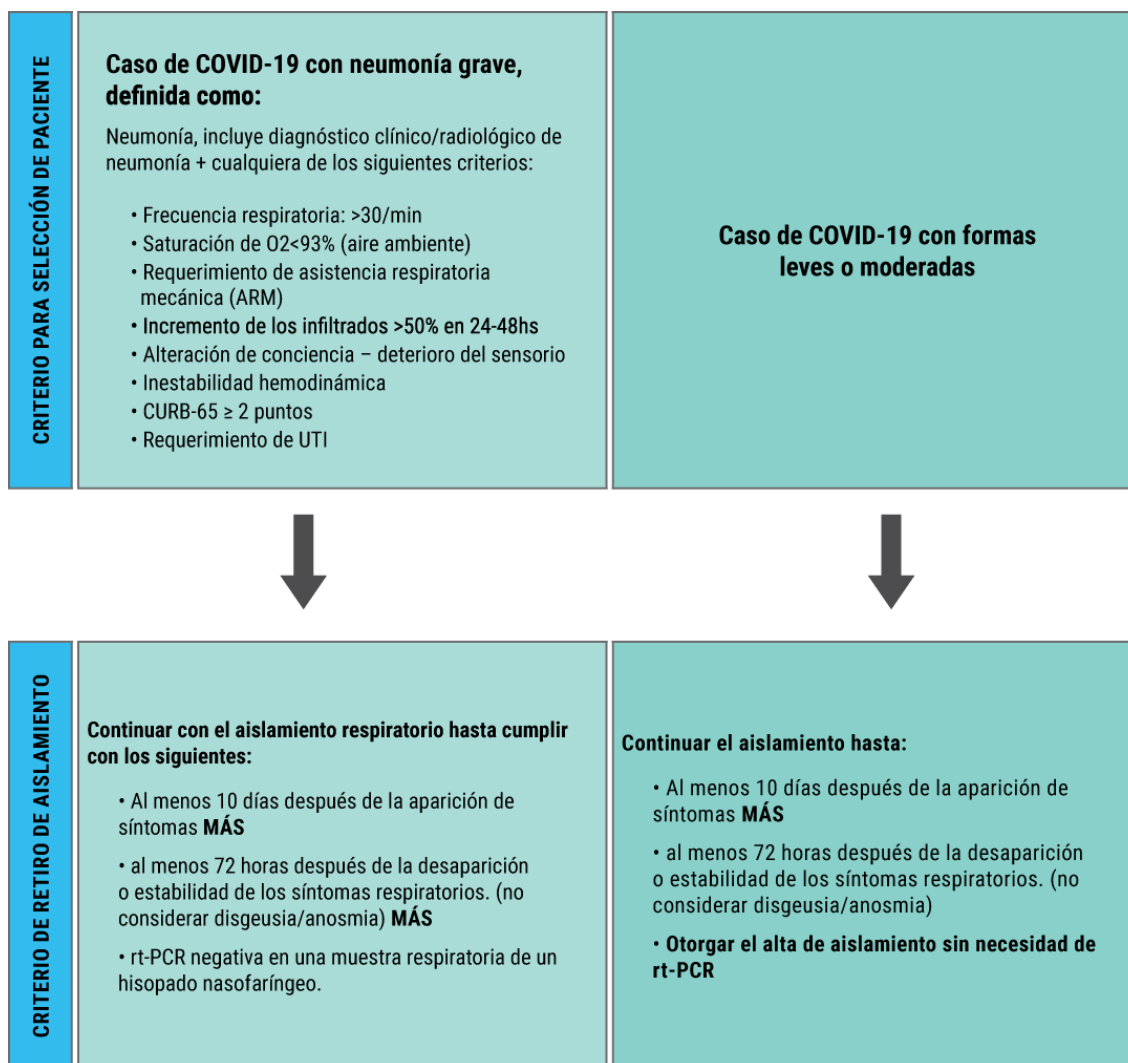 CRITERIO PARA SELECCIÓN DE PACIENTE
Caso de COVID-19 con neumonía grave,
definida como:
Neumonía, incluye diagnóstico clínico/radiológico de
neumonía + cualquiera de los siguientes criterios:
• Frecuencia respiratoria: >30/min
• Saturación de O2<93% (aire ambiente)
• Requerimiento de asistencia respiratoria
mecánica (ARM)
• Incremento de los infiltrados >50% en 24-48hs
• Alteración de conciencia – deterioro del sensorio
• Inestabilidad hemodinámica
• CURB-65 ≥ 2 puntos
• Requerimiento de UTI
Caso de COVID-19 con formas
leves o moderadas
CRITERIO DE RETIRO DE AISLAMIENTO
Continuar con el aislamiento respiratorio hasta cumplir
con los siguientes:
• Al menos 10 días después de la aparición de
síntomas MÁS
• al menos 72 horas después de la desaparición
o estabilidad de los síntomas respiratorios. (no
considerar disgeusia/anosmia) MÁS
• rt-PCR negativa en una muestra respiratoria de un
hisopado nasofaríngeo.
Continuar el aislamiento hasta:
• Al menos 10 días después de la aparición de
síntomas MÁS
• al menos 72 horas después de la desaparición
o estabilidad de los síntomas respiratorios. (no
considerar disgeusia/anosmia)
• Otorgar el alta de aislamiento sin necesidad de
rt-PCR